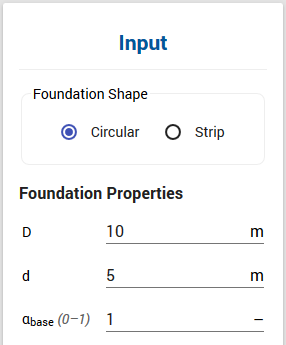 Input
Foundation Shape
Circular Strip
Foundation Properties
D 10 m
d 5 m
αbase (0–1) 1 –